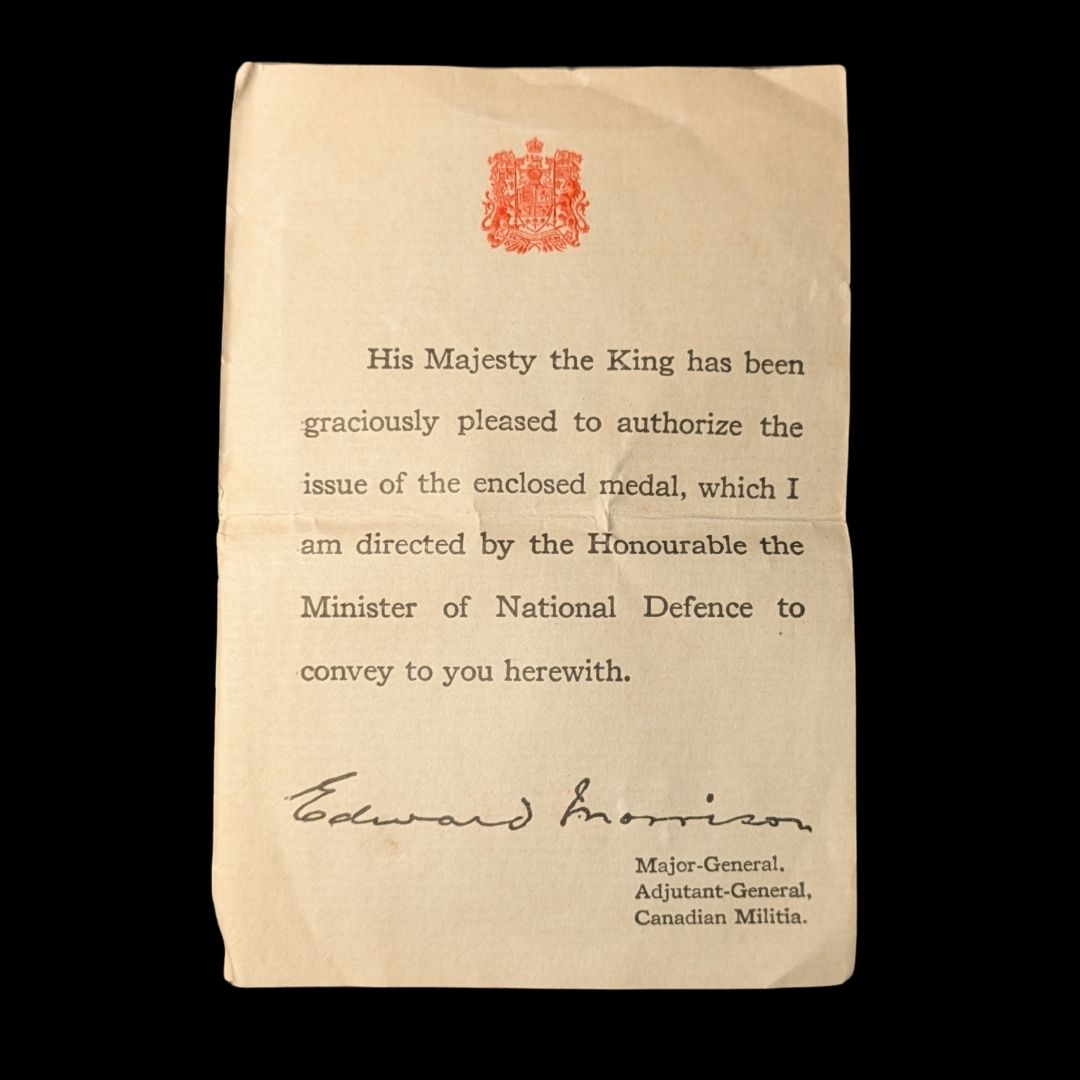 His Majesty the King has been
graciously pleased to authorize the
issue of the enclosed medal, which I
am directed by the Honourable the
Minister of National Defence to
convey to you herewith.
Edward Morrison
Major-General.
Adjutant-General,
Canadian Militia.